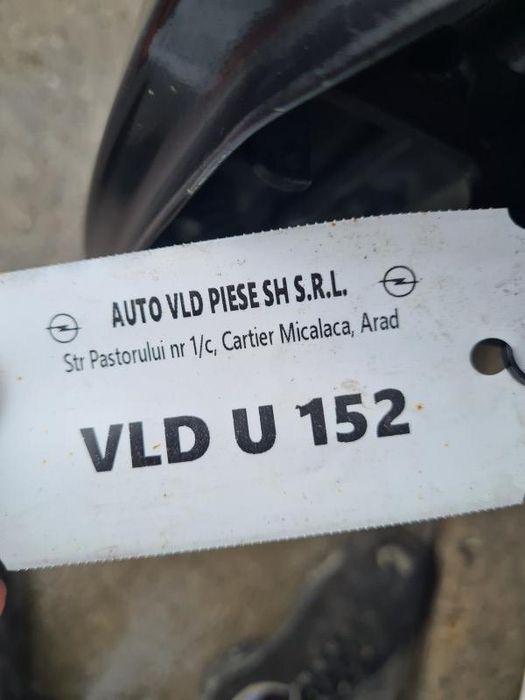 AUTO VLD PIESE SH S.R.L.
Str Pastorului nr 1/c, Cartier Micalaca, Arad
VLD U 152